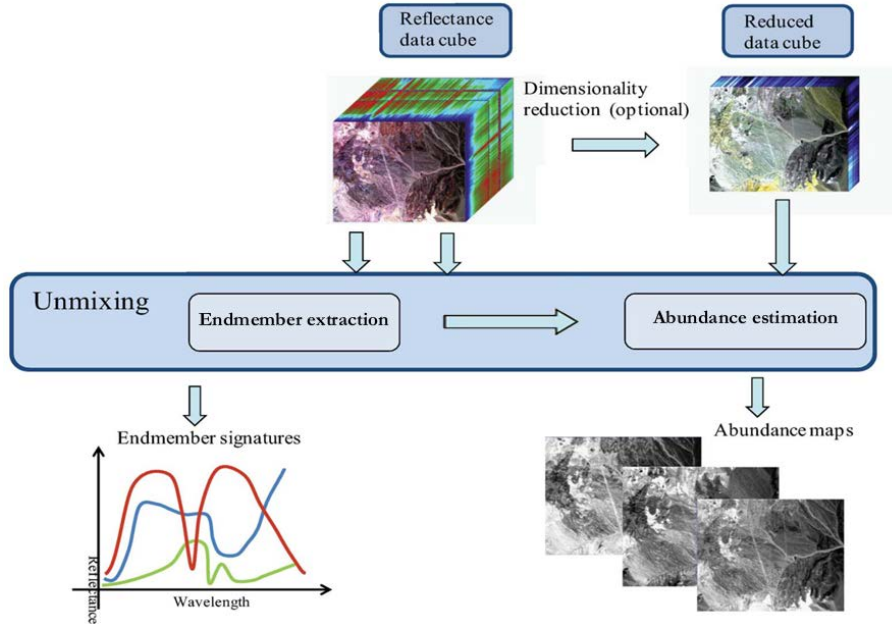 Reflectance
data cube
Reduced
data cube
Dimensionality
reduction (optional)
Unmixing
Endmember extraction
Abundance estimation
Endmember signatures
Abundance maps
Reflectance
Wavelength